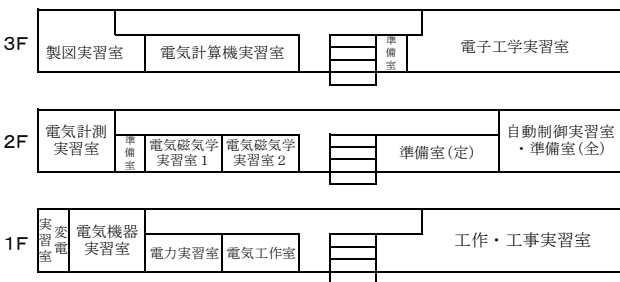 3F
製図実習室
電気計算機実習室
準備室
電子工学実習室
2F
電気計測
実習室
準備室
電気磁気学
実習室1
電気磁気学
実習室2
準備室(定)
自動制御実習室
・準備室(全)
1F
変電
実習室
電気機器
実習室
電力実習室
電気工作室
工作・工事実習室